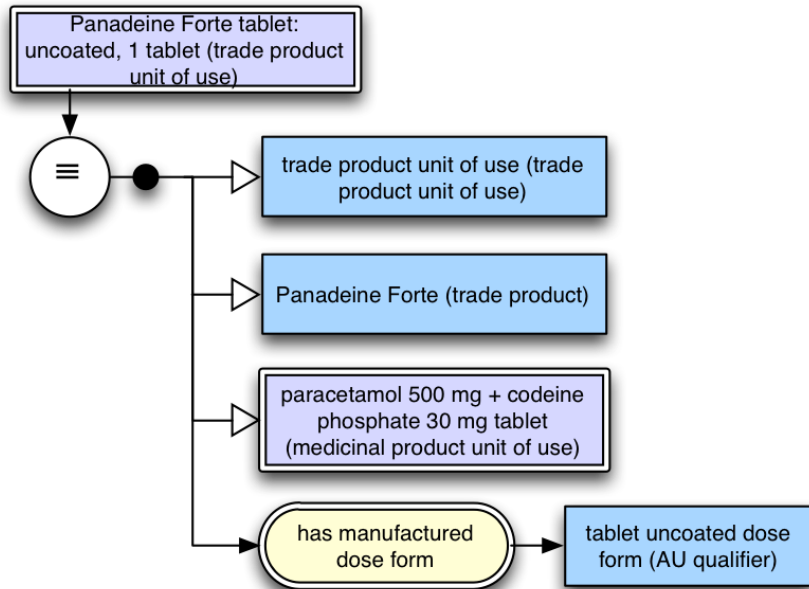 Panadeine Forte tablet:
uncoated, 1 tablet (trade product
unit of use)
≡
trade product unit of use (trade
product unit of use)
Panadeine Forte (trade product)
paracetamol 500 mg + codeine
phosphate 30 mg tablet
(medicinal product unit of use)
has manufactured
dose form
tablet uncoated dose
form (AU qualifier)